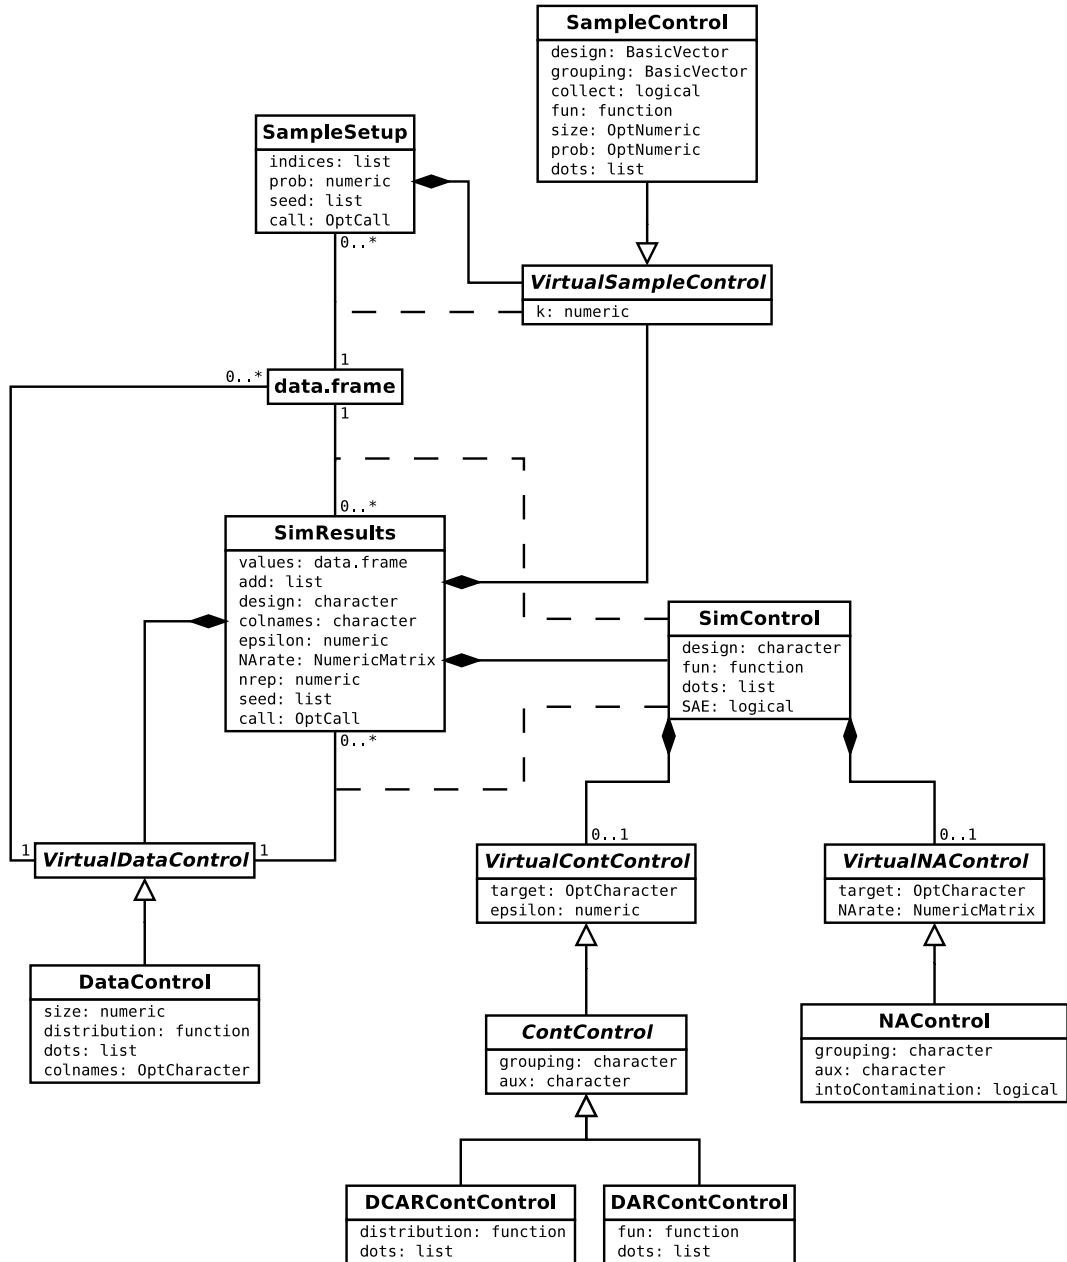 SampleControl
design: BasicVector
grouping: BasicVector
collect: logical
fun: function
size: OptNumeric
prob: OptNumeric
dots: list
SampleSetup
indices: list
prob: numeric
seed: list
call: OptCall
0..*
VirtualSampleControl
k: numeric
1
0..*
data.frame
1
0..*
SimResults
values: data.frame
add: list
design: character
colnames: character
epsilon: numeric
NArate: NumericMatrix
nrep: numeric
seed: list
call: OptCall
0..*
SimControl
design: character
fun: function
dots: list
SAE: logical
1
VirtualDataControl
1
0..1
VirtualContControl
target: OptCharacter
epsilon: numeric
0..1
VirtualNAControl
target: OptCharacter
NArate: NumericMatrix
DataControl
size: numeric
distribution: function
dots: list
colnames: OptCharacter
ContControl
grouping: character
aux: character
NAControl
grouping: character
aux: character
intoContamination: logical
DCARContControl
distribution: function
dots: list
DARContControl
fun: function
dots: list